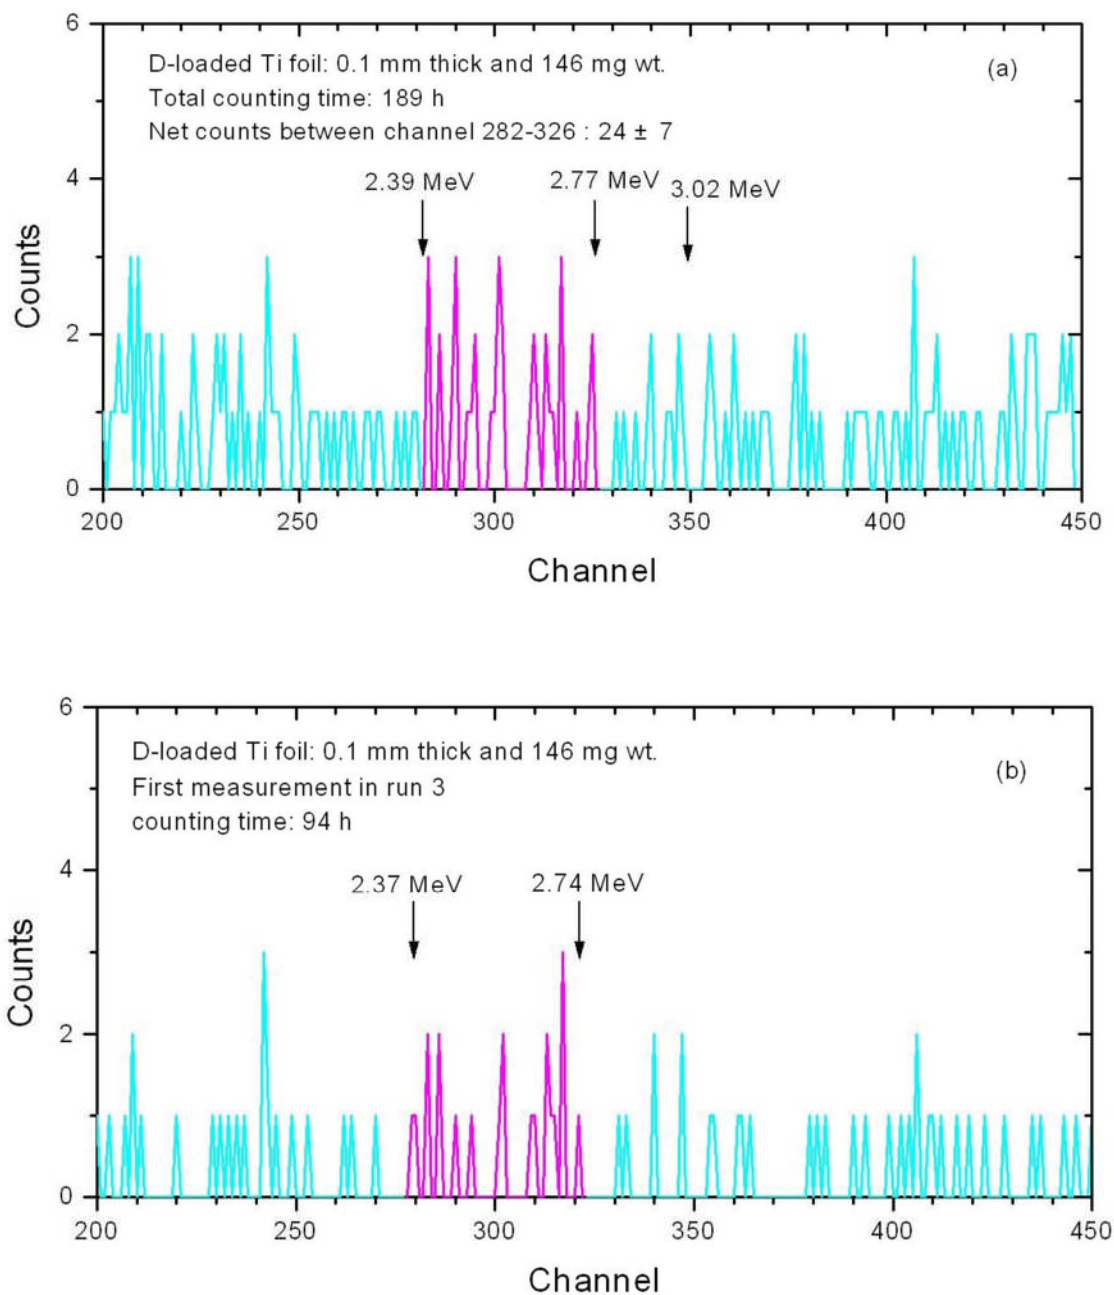 6
D-loaded Ti foil: 0.1 mm thick and 146 mg wt.
(a)
Total counting time: 189 h
Net counts between channel 282-326 : 24 ± 7
4
2.39 MeV
2.77 MeV
3.02 MeV
Counts
2
0
200
250
300
350
400
450
Channel
6
D-loaded Ti foil: 0.1 mm thick and 146 mg wt.
(b)
First measurement in run 3
counting time: 94 h
4
2.37 MeV
2.74 MeV
Counts
2
0
200
250
300
350
400
450
Channel